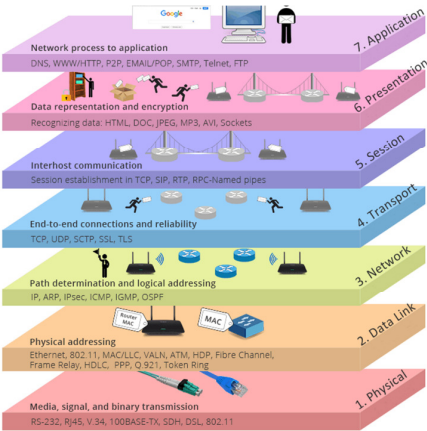 Google
7. Application
Network process to application
DNS, WWW/HTTP, P2P, EMAIL/POP, SMTP, Telnet, FTP
6. Presentation
Data representation and encryption
Recognizing data: HTML, DOC, JPEG, MP3, AVI, Sockets
5. Session
Interhost communication
Session establishment in TCP, SIP, RTP, RPC-Named pipes
4. Transport
End-to-end connections and reliability
TCP, UDP, SCTP, SSL, TLS
3. Network
Path determination and logical addressing
IP, ARP, IPsec, ICMP, IGMP, OSPF
2. Data Link
Router
MAC
MAC
Physical addressing
Ethernet, 802.11, MAC/LLC, VALN, ATM, HDP, Fibre Channel,
Frame Relay, HDLC, PPP, Q.921, Token Ring
1. Physical
Media, signal, and binary transmission
RS-232, RJ45, V.34, 100BASE-TX, SDH, DSL, 802.11